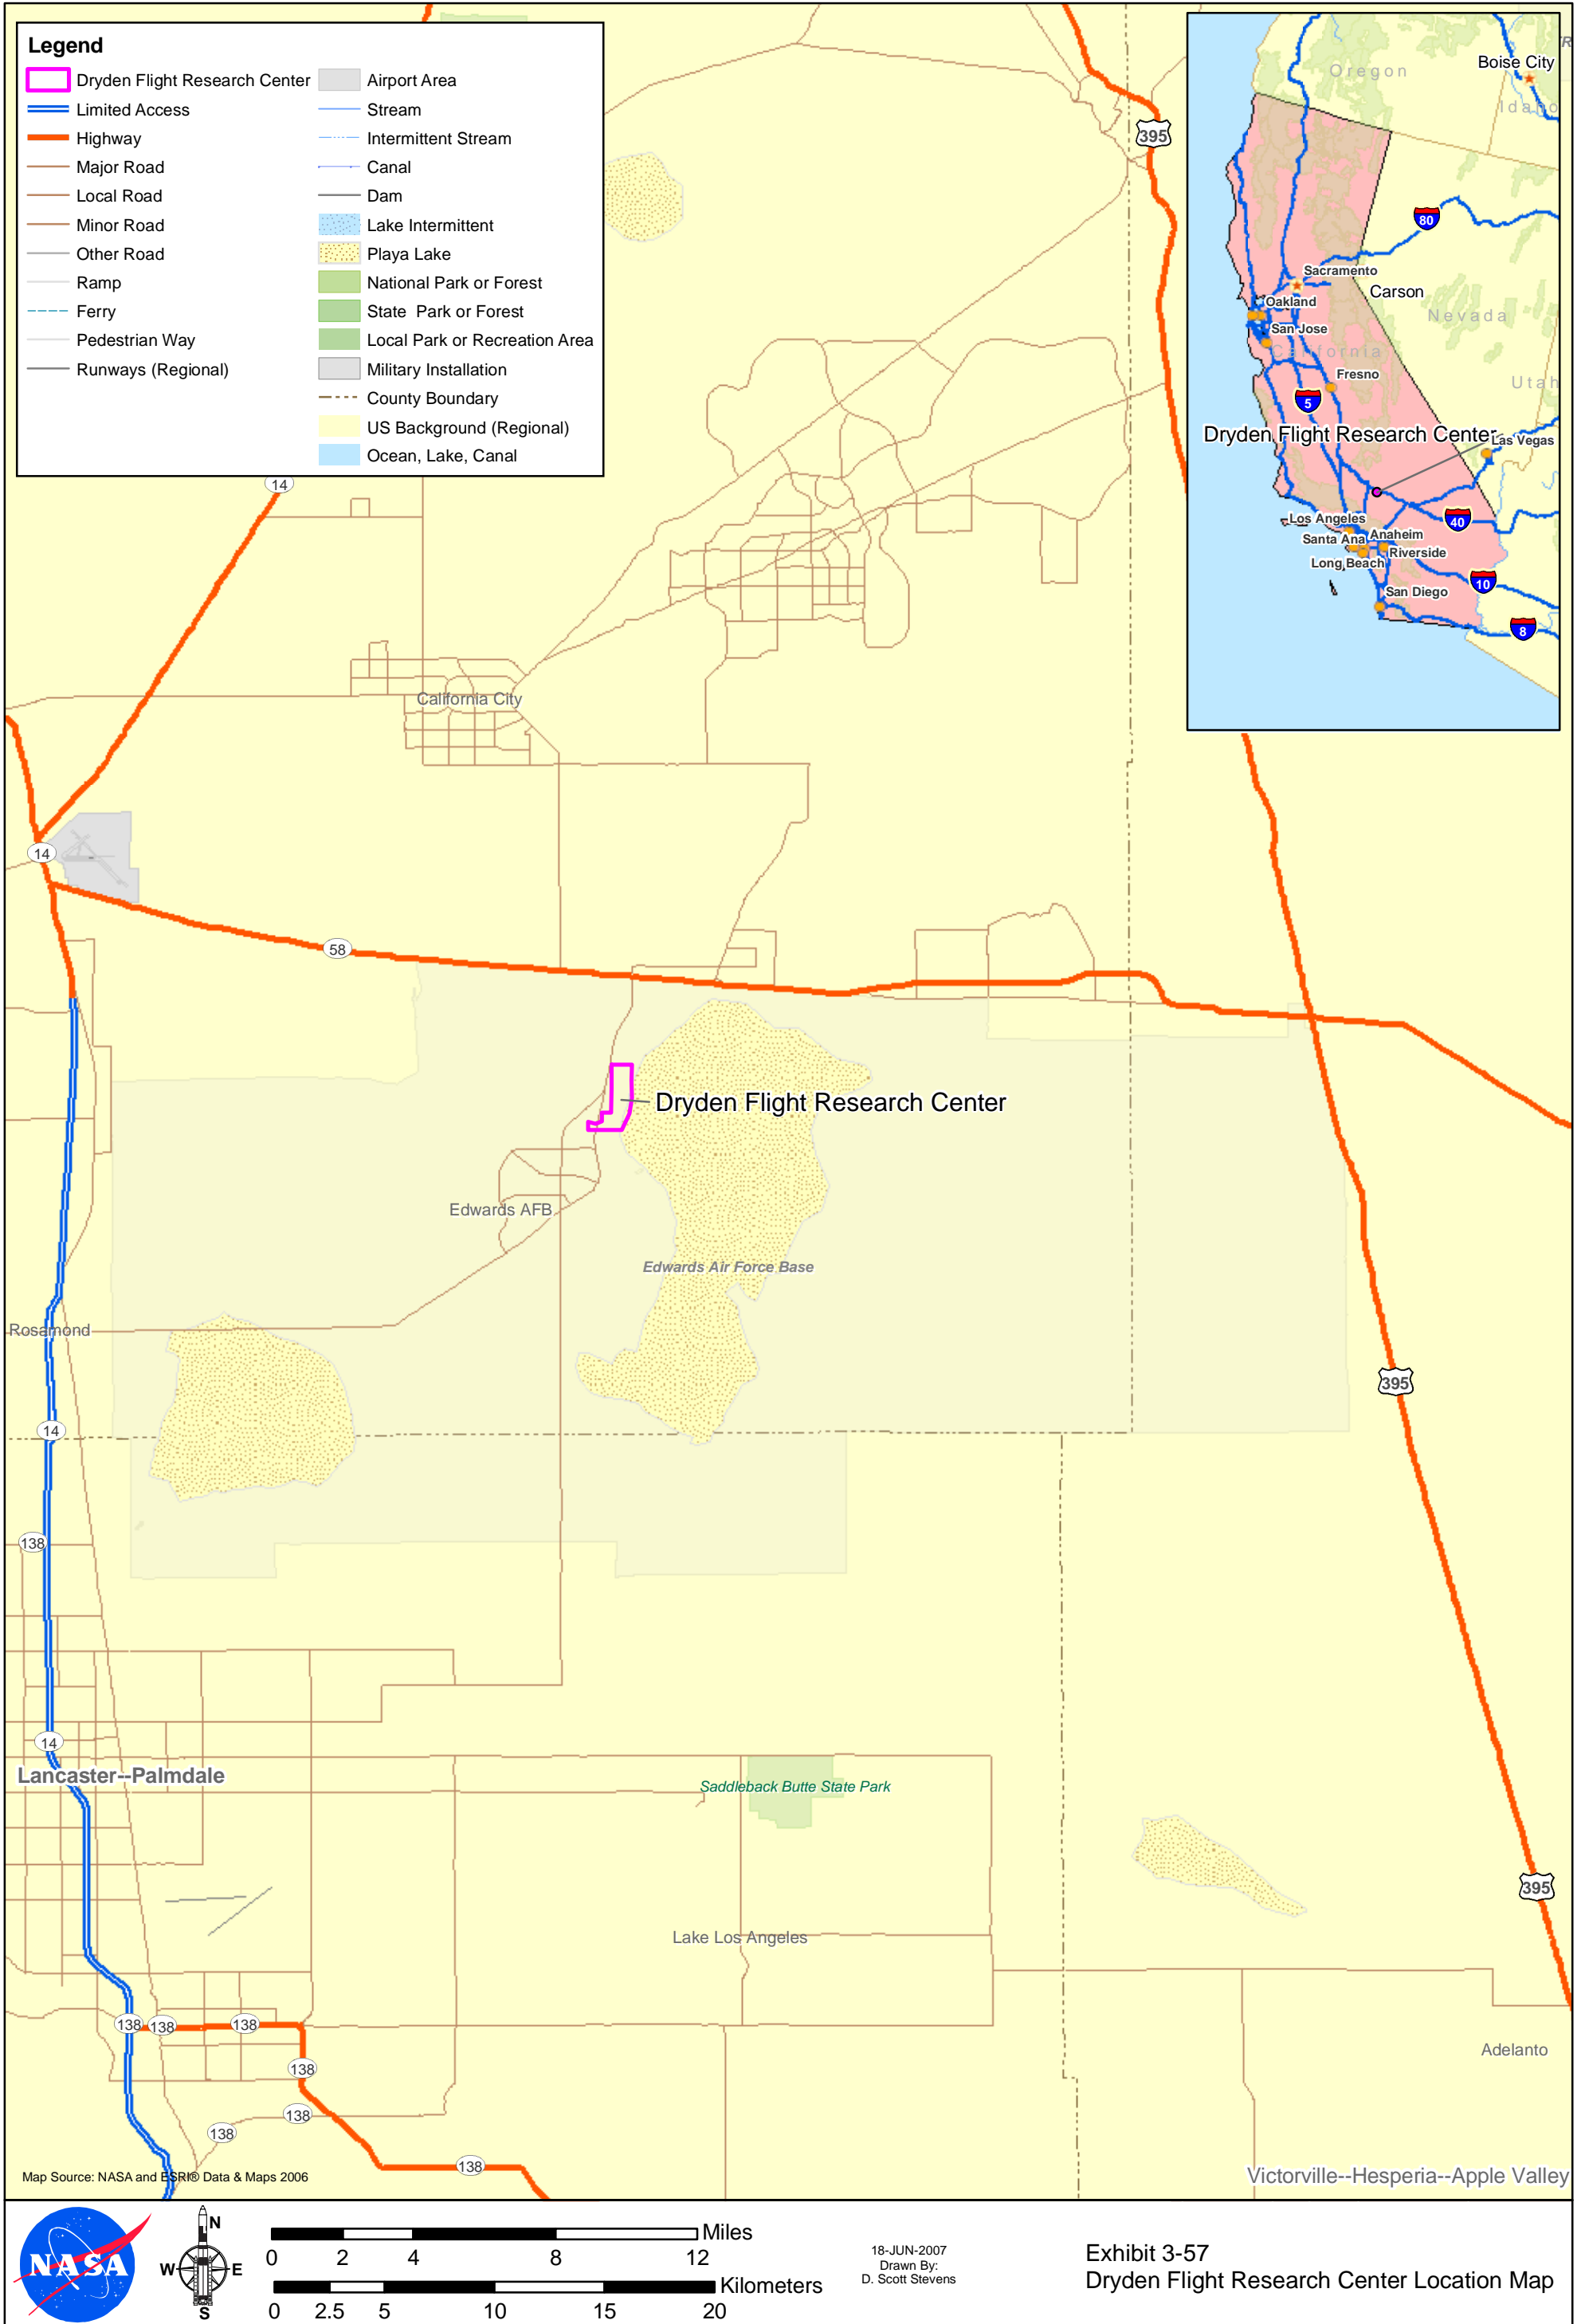 Legend
Dryden Flight Research Center
Limited Access
Highway
Major Road
Local Road
Minor Road
Other Road
Ramp
Ferry
Pedestrian Way
Runways (Regional)
Airport Area
Stream
Intermittent Stream
Canal
Dam
Lake Intermittent
Playa Lake
National Park or Forest
State Park or Forest
Local Park or Recreation Area
Military Installation
County Boundary
US Background (Regional)
Ocean, Lake, Canal
Oregon
Boise City
Idaho
80
Sacramento
Carson
Oakland
Nevada
San Jose
California
Utah
Fresno
5
Dryden Flight Research Center
Las Vegas
Los Angeles
40
Santa Ana
Anaheim
Riverside
Long Beach
10
San Diego
8
395
14
California City
14
58
Dryden Flight Research Center
Edwards AFB
Edwards Air Force Base
Rosamond
395
14
138
14
Lancaster--Palmdale
Saddleback Butte State Park
395
Lake Los Angeles
138
138
138
138
Adelanto
138
138
138
Victorville--Hesperia--Apple Valley
Map Source: NASA and ESRI® Data & Maps 2006
NASA
N
W
E
S
Miles
0 2 4 8 12
Kilometers
0 2.5 5 10 15 20
18-JUN-2007
Drawn By:
D. Scott Stevens
Exhibit 3-57
Dryden Flight Research Center Location Map